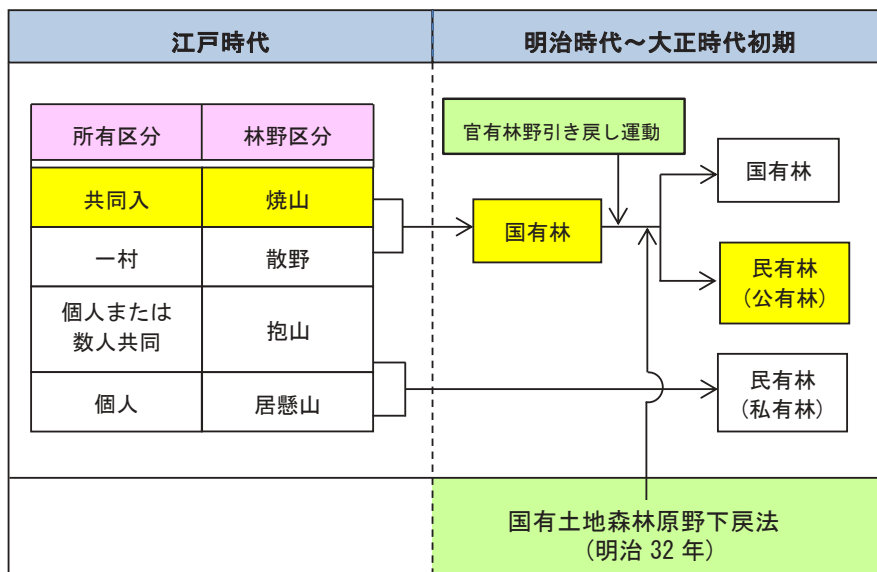 江戸時代
明治時代～大正時代初期
所有区分
林野区分
共同入
焼山
一村
散野
個人または
数人共同
抱山
個人
居懸山
官有林野引き戻し運動
国有林
国有林
民有林
（公有林）
民有林
（私有林）
国有土地森林原野下戻法
（明治 32 年）